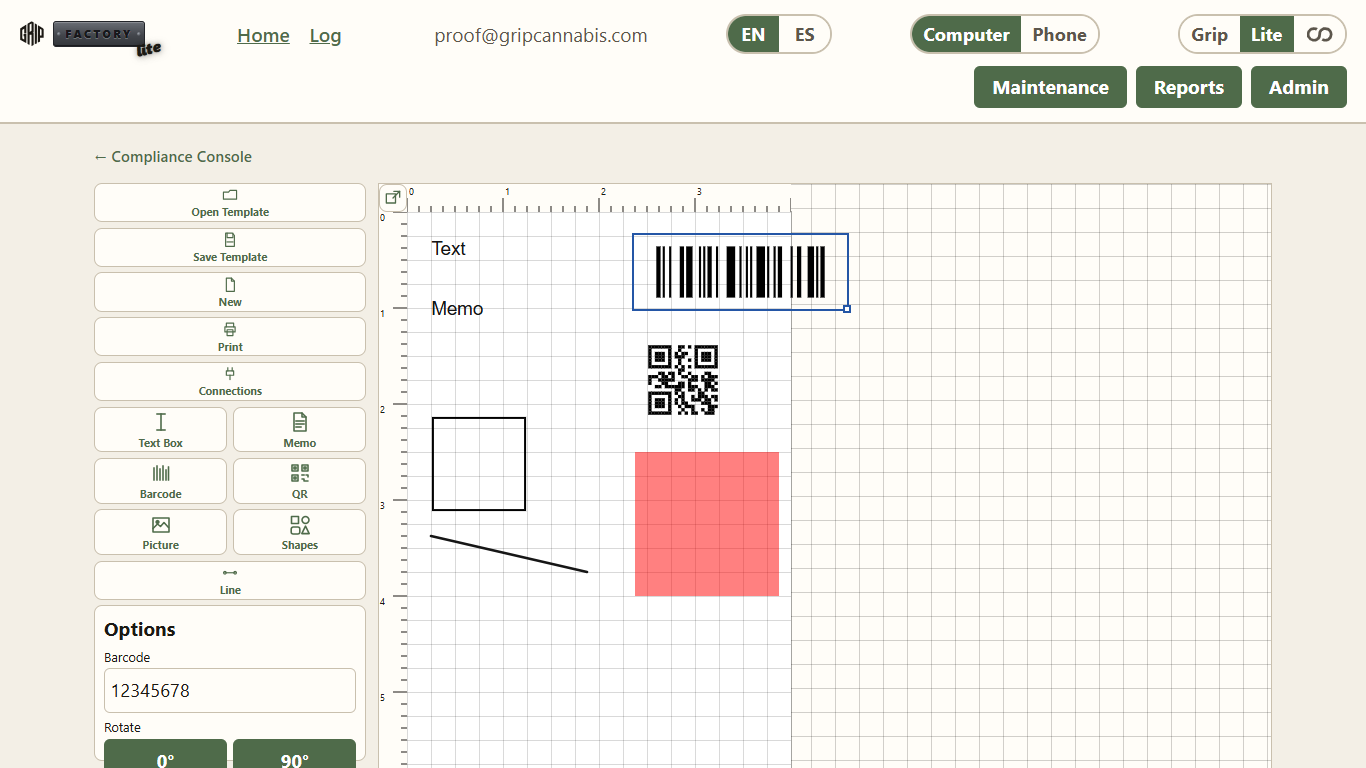 GRIP FACTORY lite
Home Log proof@gripcannabis.com EN ES Computer Phone Grip Lite
Maintenance Reports Admin
← Compliance Console
Open Template
Save Template
New
Print
Connections
Text Box Memo
Barcode QR
Picture Shapes
Line
Options
Barcode
12345678
Rotate
0° 90°
0 1 2 3
0
1
2
3
4
5
Text
Memo